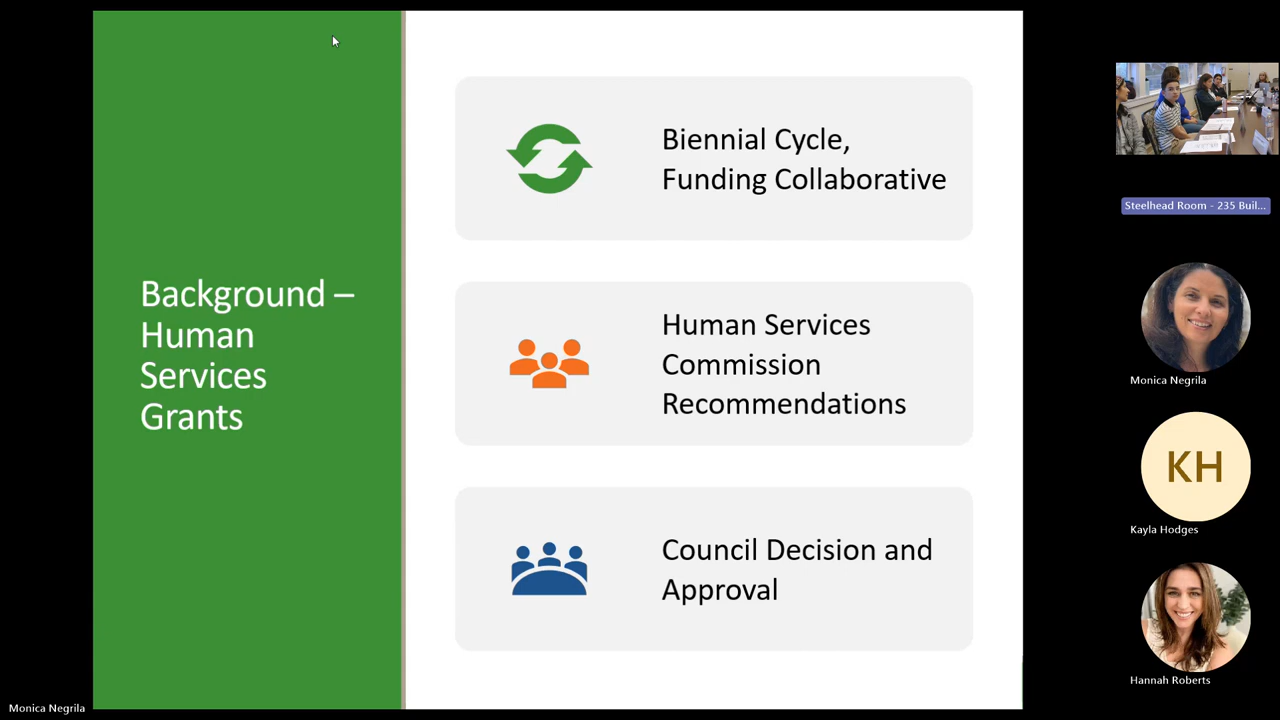 Background –
Human
Services
Grants
Biennial Cycle,
Funding Collaborative
Human Services
Commission
Recommendations
Council Decision and
Approval
Steelhead Room - 235 Buil...
Monica Negrila
KH
Kayla Hodges
Hannah Roberts
Monica Negrila